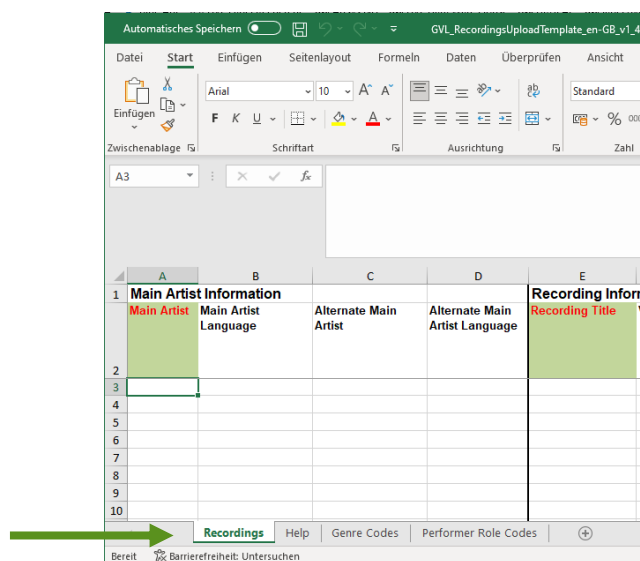 Automatisches Speichern GVL_RecordingsUploadTemplate_en-GB_v1_4
Datei Start Einfügen Seitenlayout Formeln Daten Überprüfen Ansicht
Arial 10 A^ A˅ ab Standard
Einfügen F K U A % 000
Zwischenablage Schriftart Ausrichtung Zahl
A3 fx
A B C D E
1 Main Artist Information Recording Infor
Main Artist Main Artist Alternate Main Alternate Main Recording Title
Language Artist Artist Language
2
3
4
5
6
7
8
9
10
Recordings Help Genre Codes Performer Role Codes
Bereit Barrierefreiheit: Untersuchen